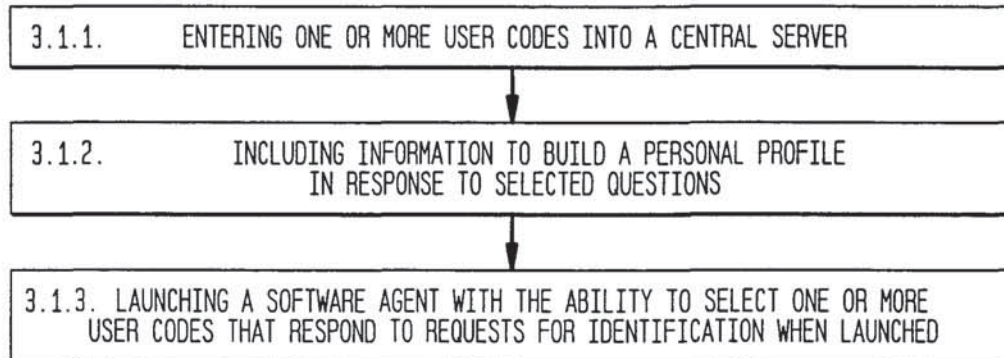 3.1.1. ENTERING ONE OR MORE USER CODES INTO A CENTRAL SERVER
3.1.2. INCLUDING INFORMATION TO BUILD A PERSONAL PROFILE
IN RESPONSE TO SELECTED QUESTIONS
3.1.3. LAUNCHING A SOFTWARE AGENT WITH THE ABILITY TO SELECT ONE OR MORE
USER CODES THAT RESPOND TO REQUESTS FOR IDENTIFICATION WHEN LAUNCHED